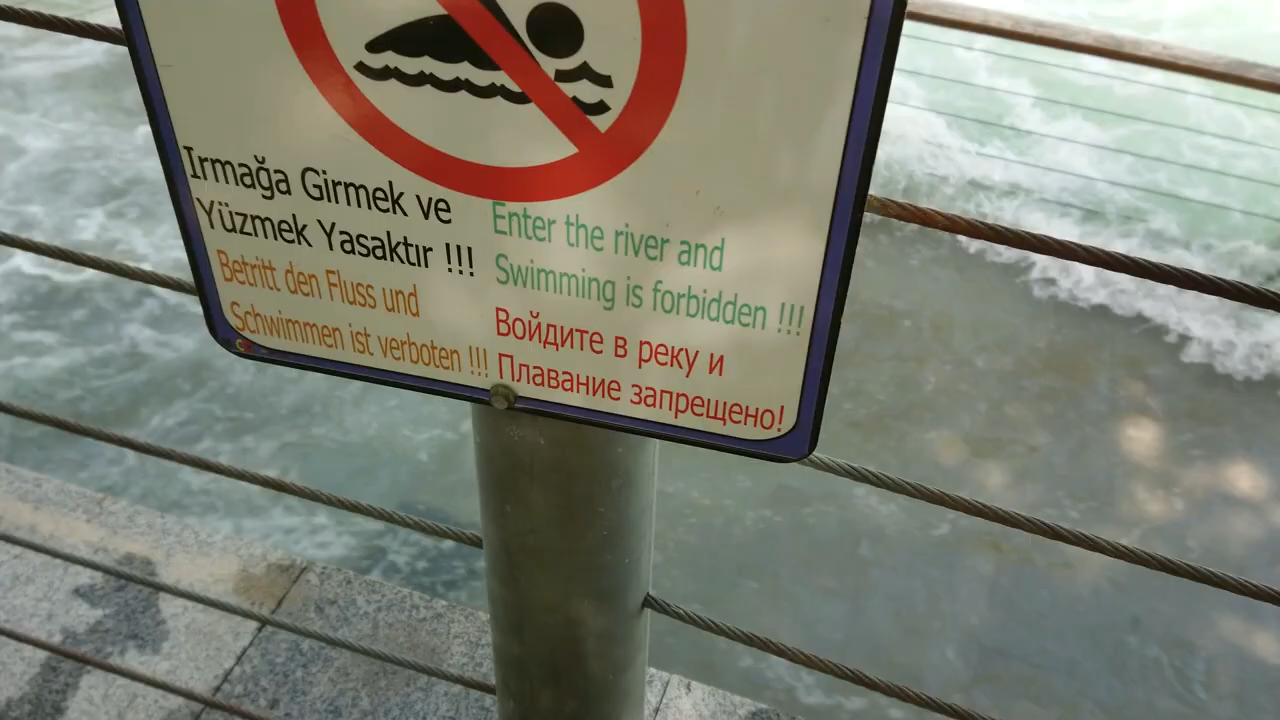 Irmağa Girmek ve
Yüzmek Yasaktır !!!
Betritt den Fluss und
Schwimmen ist verboten !!!
Enter the river and
Swimming is forbidden !!!
Войдите в реку и
Плавание запрещено!